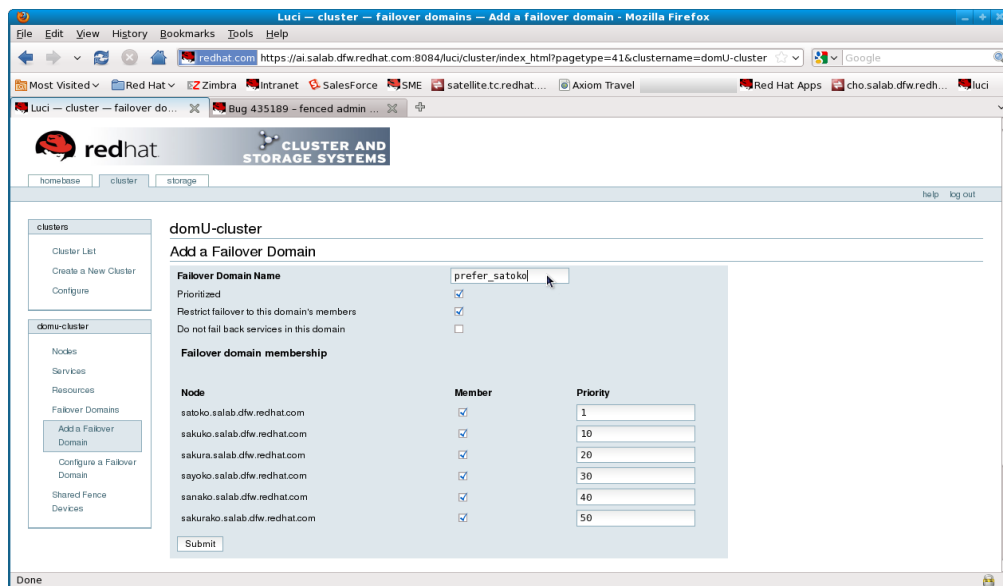 Luci — cluster — failover domains — Add a failover domain - Mozilla Firefox
File Edit View History Bookmarks Tools Help
redhat.com https://ai.salab.dfw.redhat.com:8084/luci/cluster/index_html?pagetype=41&clustername=domU-cluster Google
Most Visited Red Hat Zimbra Intranet SalesForce SME satellite.tc.redhat.... Axiom Travel Red Hat Apps cho.salab.dfw.redh... luci
Luci — cluster — failover do... Bug 435189 – fenced admin ...
redhat. CLUSTER AND
STORAGE SYSTEMS
homebase cluster storage
help log out
clusters
Cluster List
Create a New Cluster
Configure
domu-cluster
Nodes
Services
Resources
Failover Domains
Add a Failover
Domain
Configure a Failover
Domain
Shared Fence
Devices
domU-cluster
Add a Failover Domain
Failover Domain Name prefer_satoko
Prioritized
Restrict failover to this domain's members
Do not fail back services in this domain
Failover domain membership
Node Member Priority
satoko.salab.dfw.redhat.com 1
sakuko.salab.dfw.redhat.com 10
sakura.salab.dfw.redhat.com 20
sayoko.salab.dfw.redhat.com 30
sanako.salab.dfw.redhat.com 40
sakurako.salab.dfw.redhat.com 50
Submit
Done